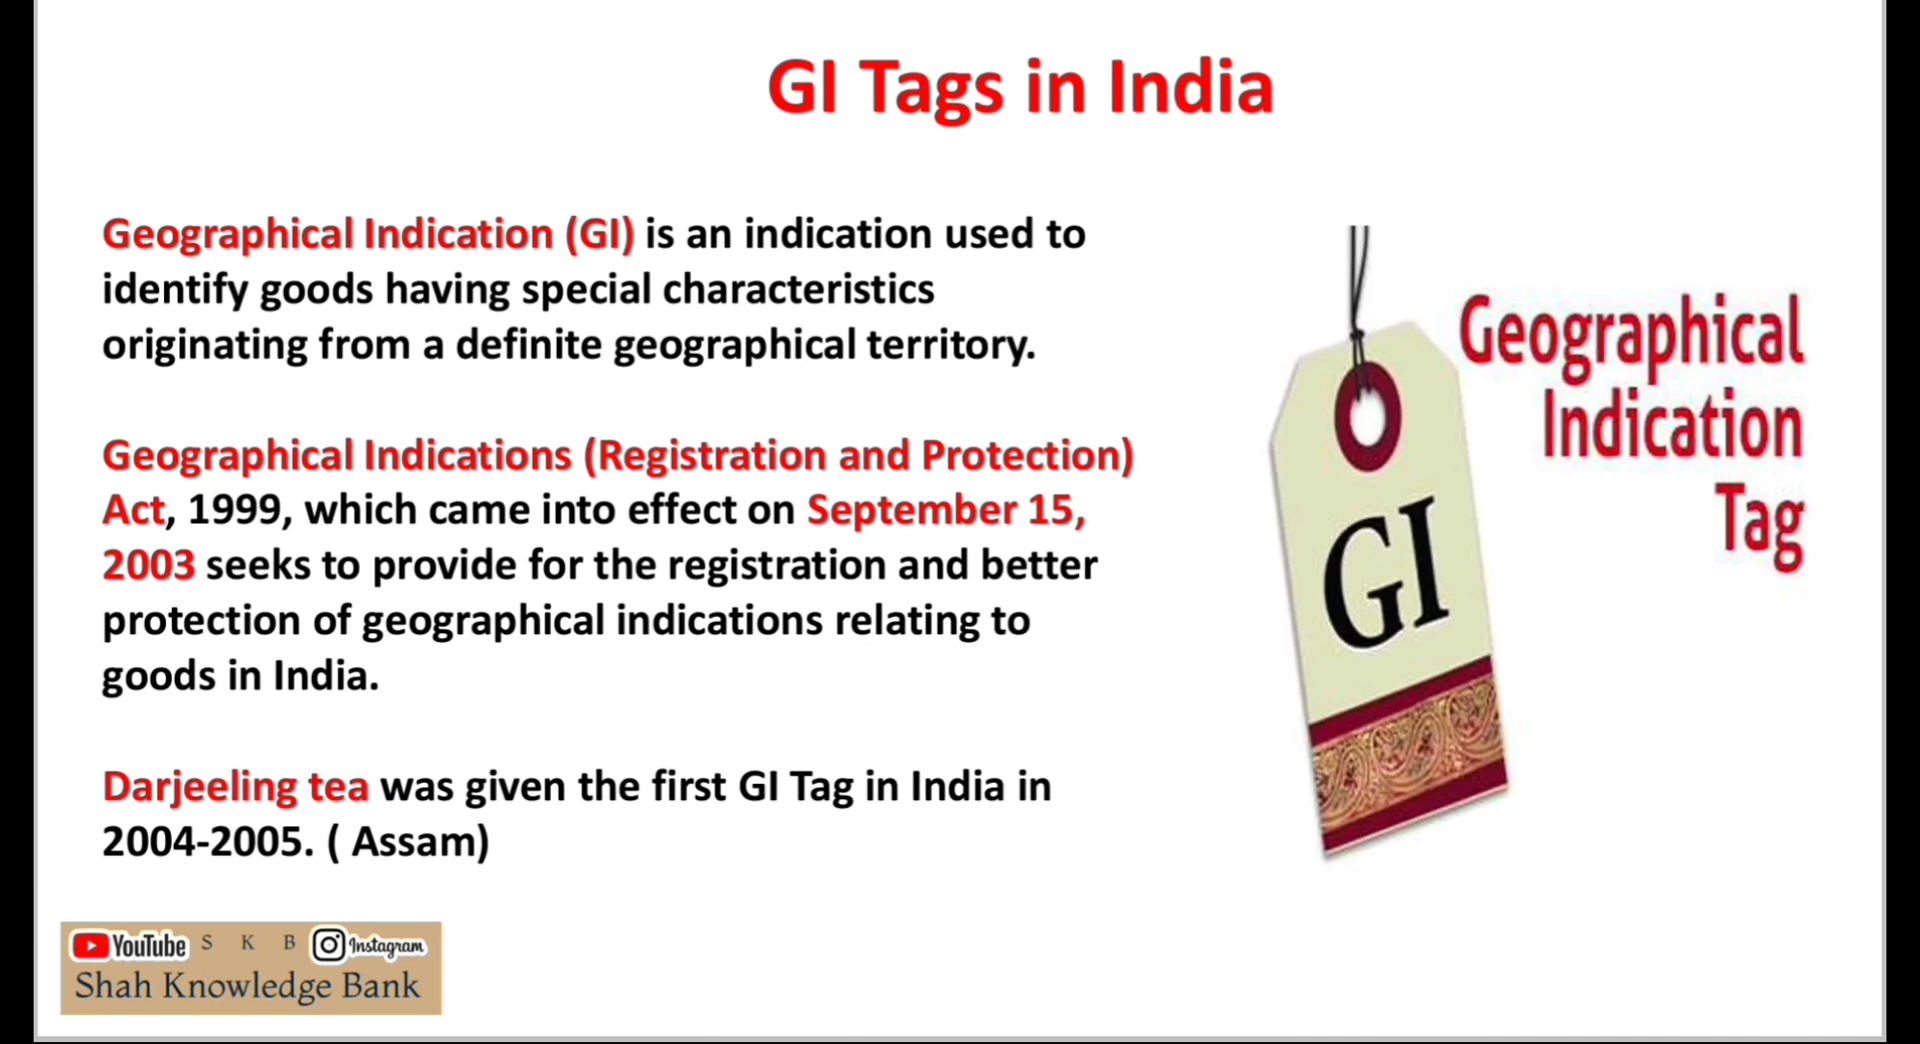 GI Tags in India
Geographical Indication (GI) is an indication used to
identify goods having special characteristics
originating from a definite geographical territory.
Geographical Indications (Registration and Protection)
Act, 1999, which came into effect on September 15,
2003 seeks to provide for the registration and better
protection of geographical indications relating to
goods in India.
Darjeeling tea was given the first GI Tag in India in
2004-2005. ( Assam)
Geographical
Indication
Tag
GI
YouTube S K B Instagram
Shah Knowledge Bank